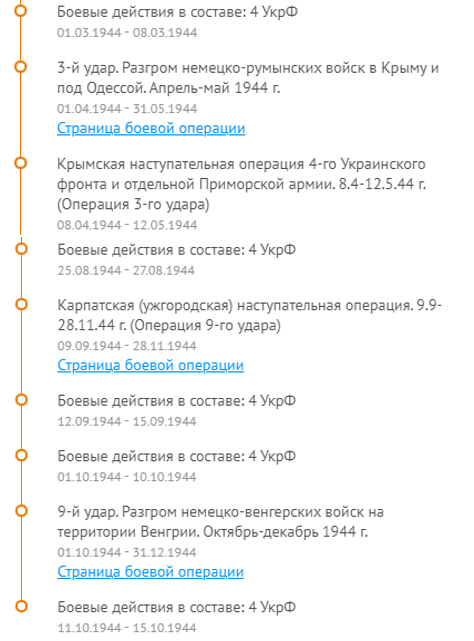 Боевые действия в составе: 4 УкрФ
01.03.1944 - 08.03.1944
3-й удар. Разгром немецко-румынских войск в Крыму и
под Одессой. Апрель-май 1944 г.
01.04.1944 - 31.05.1944
Страница боевой операции
Крымская наступательная операция 4-го Украинского
фронта и отдельной Приморской армии. 8.4-12.5.44 г.
(Операция 3-го удара)
08.04.1944 - 12.05.1944
Боевые действия в составе: 4 УкрФ
25.08.1944 - 27.08.1944
Карпатская (ужгородская) наступательная операция. 9.9-
28.11.44 г. (Операция 9-го удара)
09.09.1944 - 28.11.1944
Страница боевой операции
Боевые действия в составе: 4 УкрФ
12.09.1944 - 15.09.1944
Боевые действия в составе: 4 УкрФ
01.10.1944 - 10.10.1944
9-й удар. Разгром немецко-венгерских войск на
территории Венгрии. Октябрь-декабрь 1944 г.
01.10.1944 - 31.12.1944
Страница боевой операции
Боевые действия в составе: 4 УкрФ
11.10.1944 - 15.10.1944